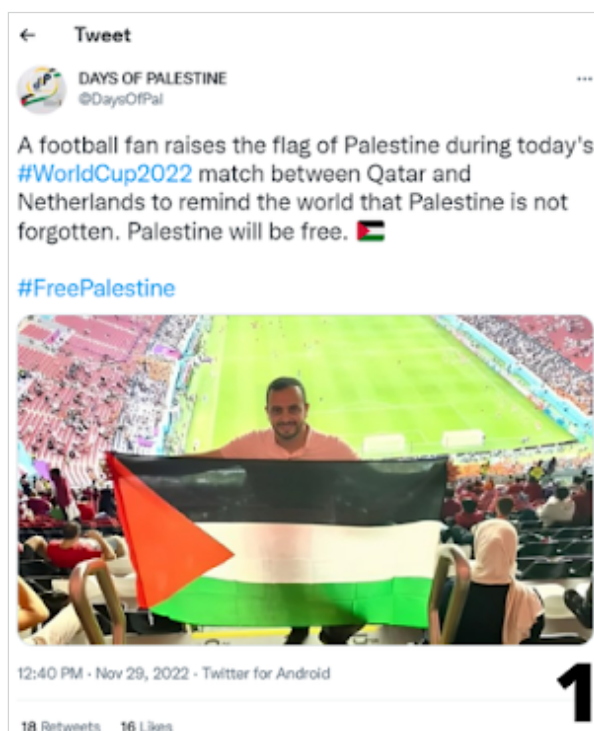 Tweet
DAYS OF PALESTINE
@DaysOfPal
A football fan raises the flag of Palestine during today's
#WorldCup2022 match between Qatar and
Netherlands to remind the world that Palestine is not
forgotten. Palestine will be free. 🇵🇸
#FreePalestine
12:40 PM · Nov 29, 2022 · Twitter for Android
1
18 Retweets 16 Likes